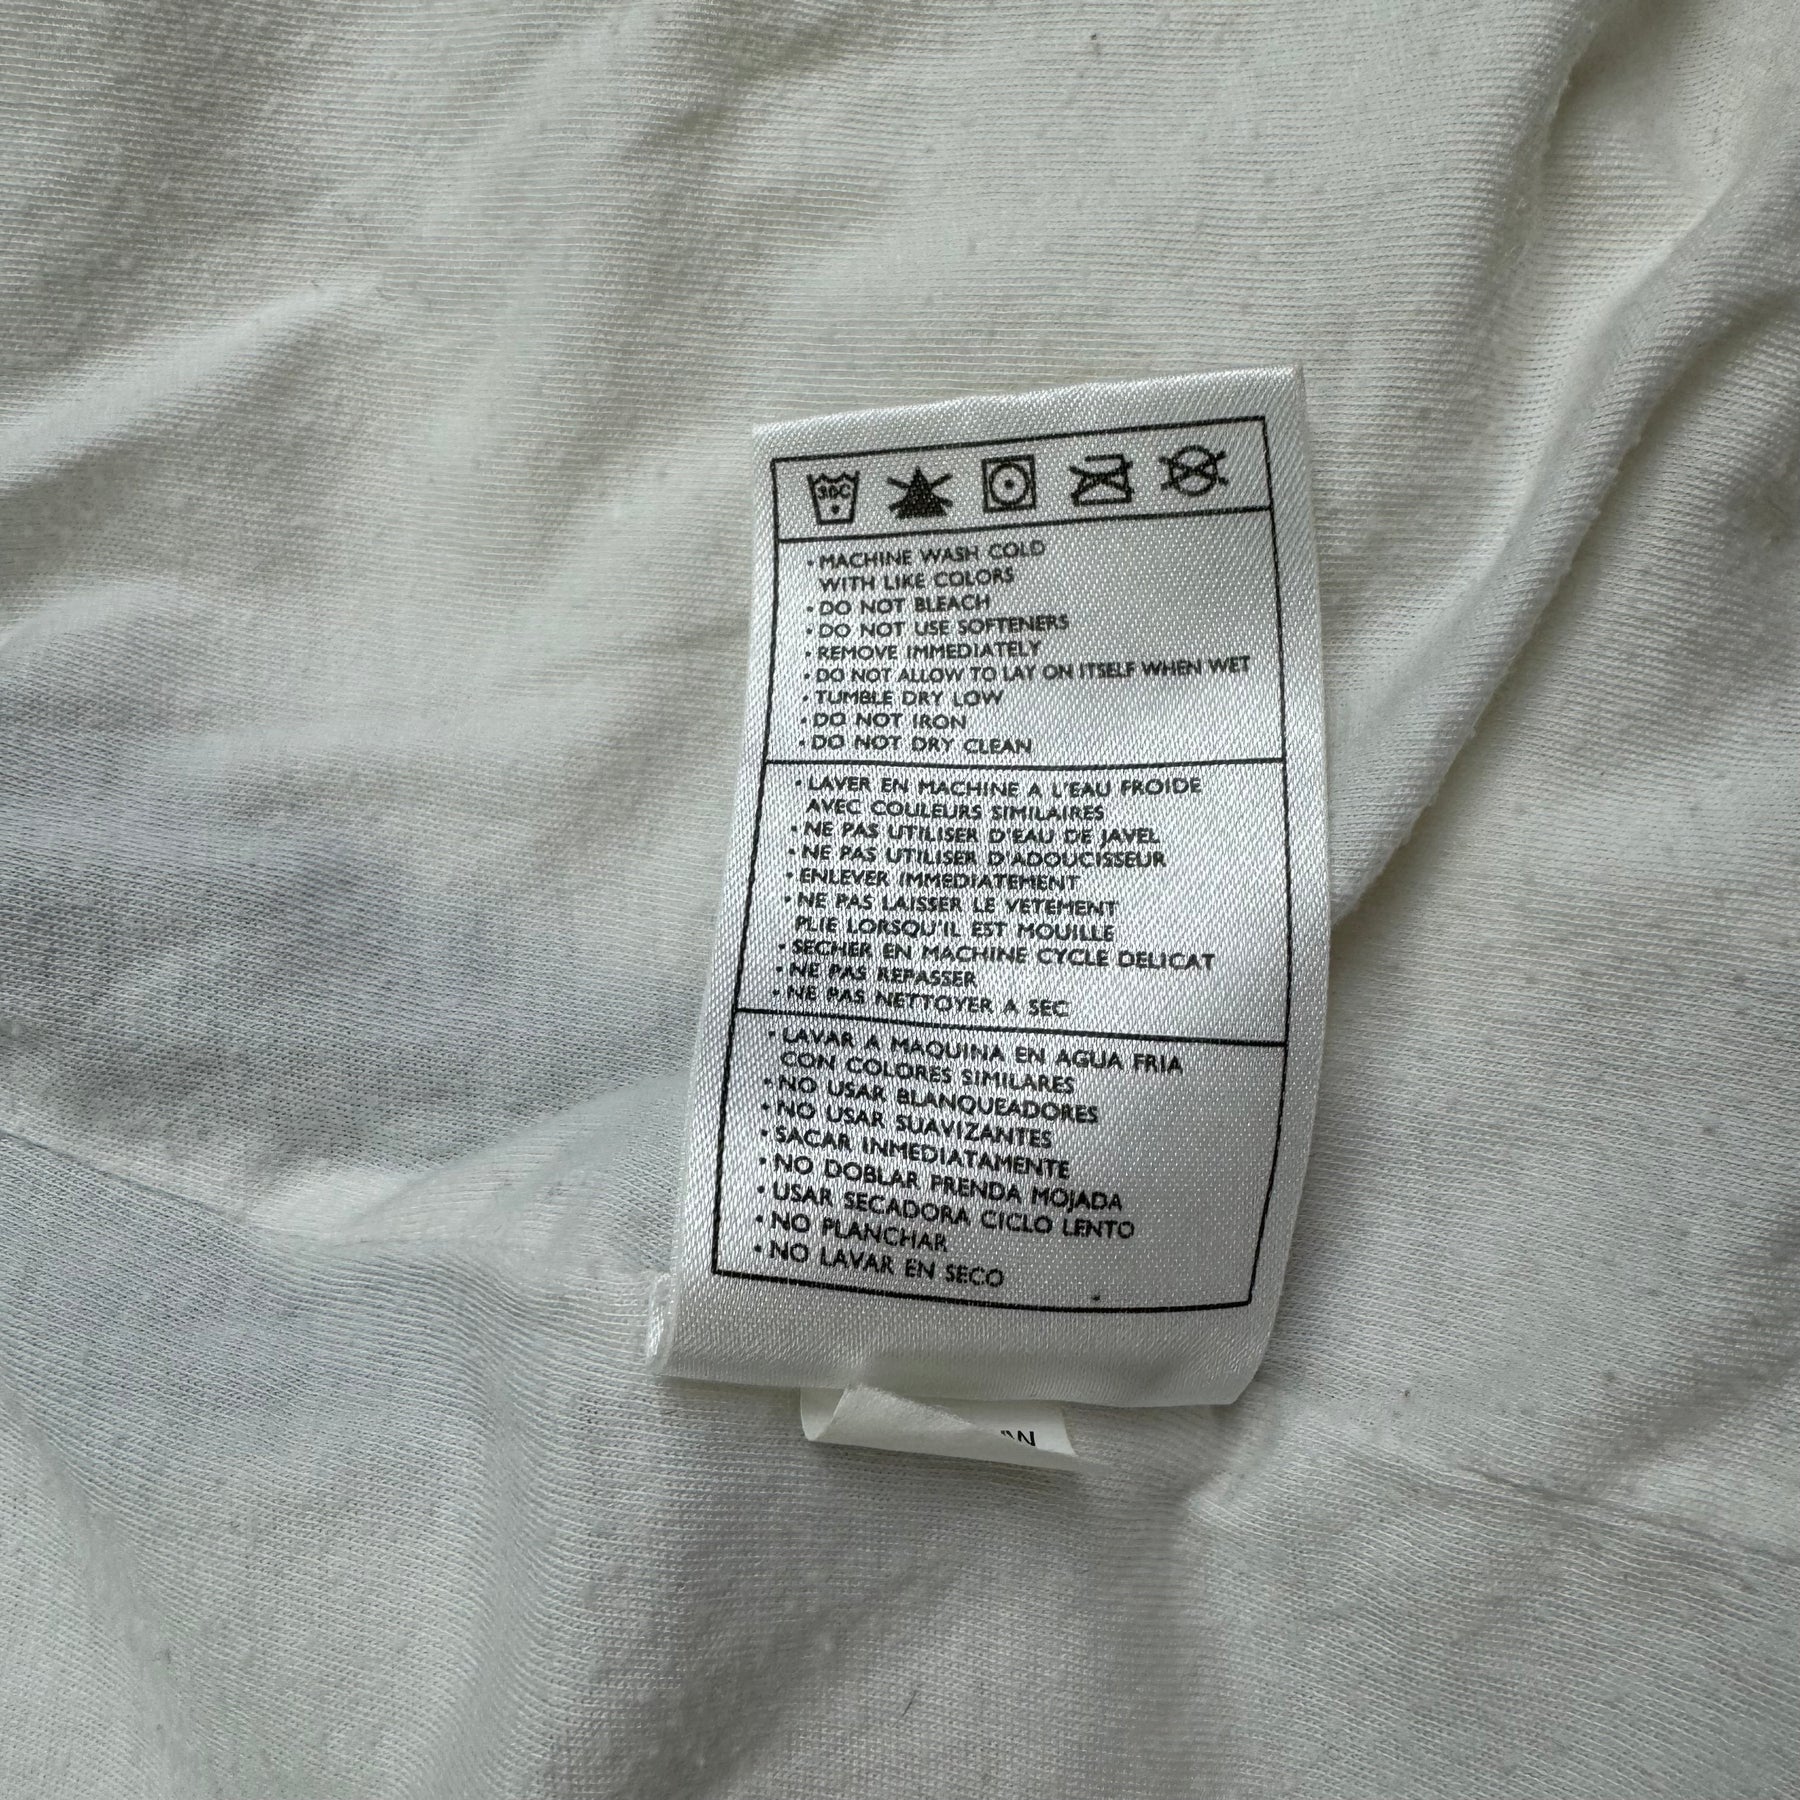 30C
• MACHINE WASH COLD
WITH LIKE COLORS
• DO NOT BLEACH
• DO NOT USE SOFTENERS
• REMOVE IMMEDIATELY
• DO NOT ALLOW TO LAY ON ITSELF WHEN WET
• TUMBLE DRY LOW
• DO NOT IRON
• DO NOT DRY CLEAN
• LAVER EN MACHINE A L'EAU FROIDE
AVEC COULEURS SIMILAIRES
• NE PAS UTILISER D'EAU DE JAVEL
• NE PAS UTILISER D'ADOUCISSEUR
• ENLEVER IMMEDIATEMENT
• NE PAS LAISSER LE VETEMENT
PLIE LORSQU'IL EST MOUILLE
• SECHER EN MACHINE CYCLE DELICAT
• NE PAS REPASSER
• NE PAS NETTOYER A SEC
• LAVAR A MAQUINA EN AGUA FRIA
CON COLORES SIMILARES
• NO USAR BLANQUEADORES
• NO USAR SUAVIZANTES
• SACAR INMEDIATAMENTE
• NO DOBLAR PRENDA MOJADA
• USAR SECADORA CICLO LENTO
• NO PLANCHAR
• NO LAVAR EN SECO